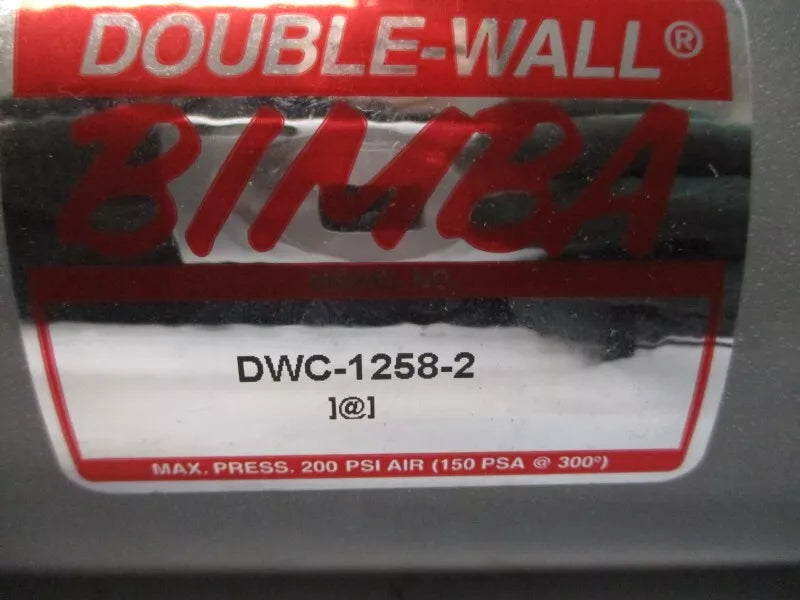 DOUBLE-WALL®
BIMBA
DWC-1258-2
]@]
MAX. PRESS. 200 PSI AIR (150 PSA @ 300°)